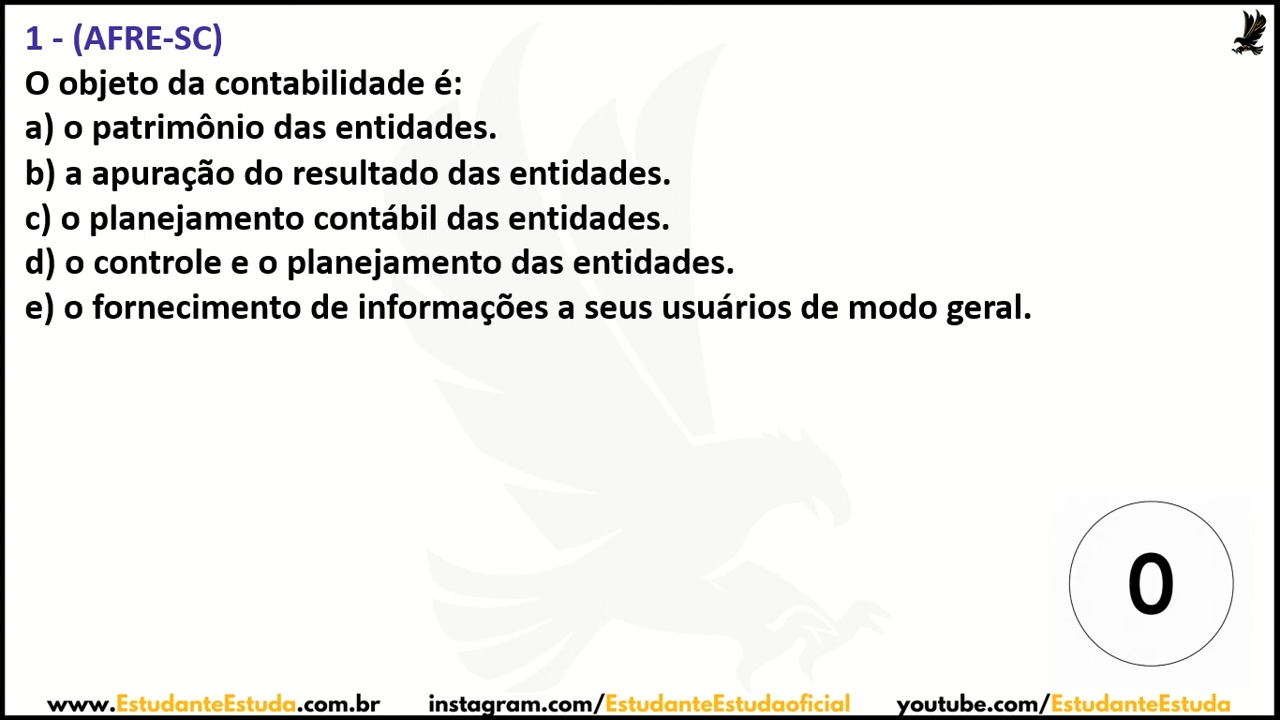 1 - (AFRE-SC)
O objeto da contabilidade é:
a) o patrimônio das entidades.
b) a apuração do resultado das entidades.
c) o planejamento contábil das entidades.
d) o controle e o planejamento das entidades.
e) o fornecimento de informações a seus usuários de modo geral.
0
www.EstudanteEstuda.com.br instagram.com/EstudanteEstudaoficial youtube.com/EstudanteEstuda